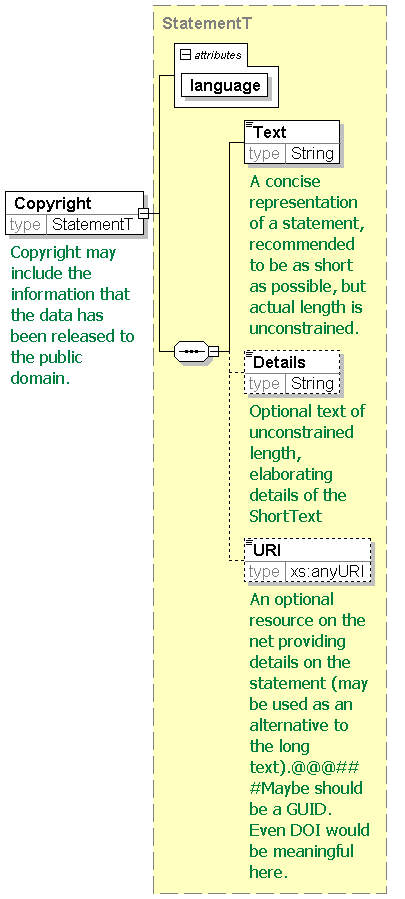 StatementT
attributes
language
Text
type String
A concise
representation
of a statement,
recommended
to be as short
as possible, but
actual length is
unconstrained.
Copyright
type StatementT
Copyright may
include the
information that
the data has
been released to
the public
domain.
Details
type String
Optional text of
unconstrained
length,
elaborating
details of the
ShortText
URI
type xs:anyURI
An optional
resource on the
net providing
details on the
statement (may
be used as an
alternative to
the long
text).@@@##
#Maybe should
be a GUID.
Even DOI would
be meaningful
here.